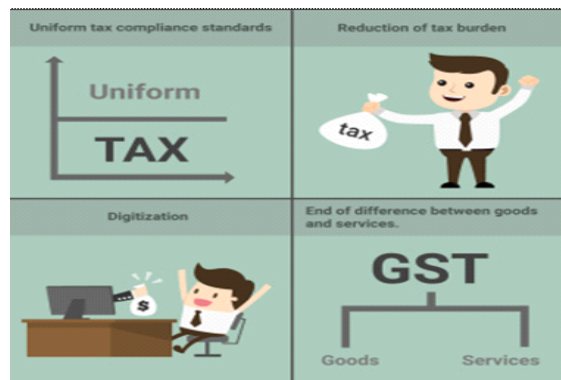 Uniform tax compliance standards
Uniform
TAX
Reduction of tax burden
tax
Digitization
$
End of difference between goods
and services.
GST
Goods
Services